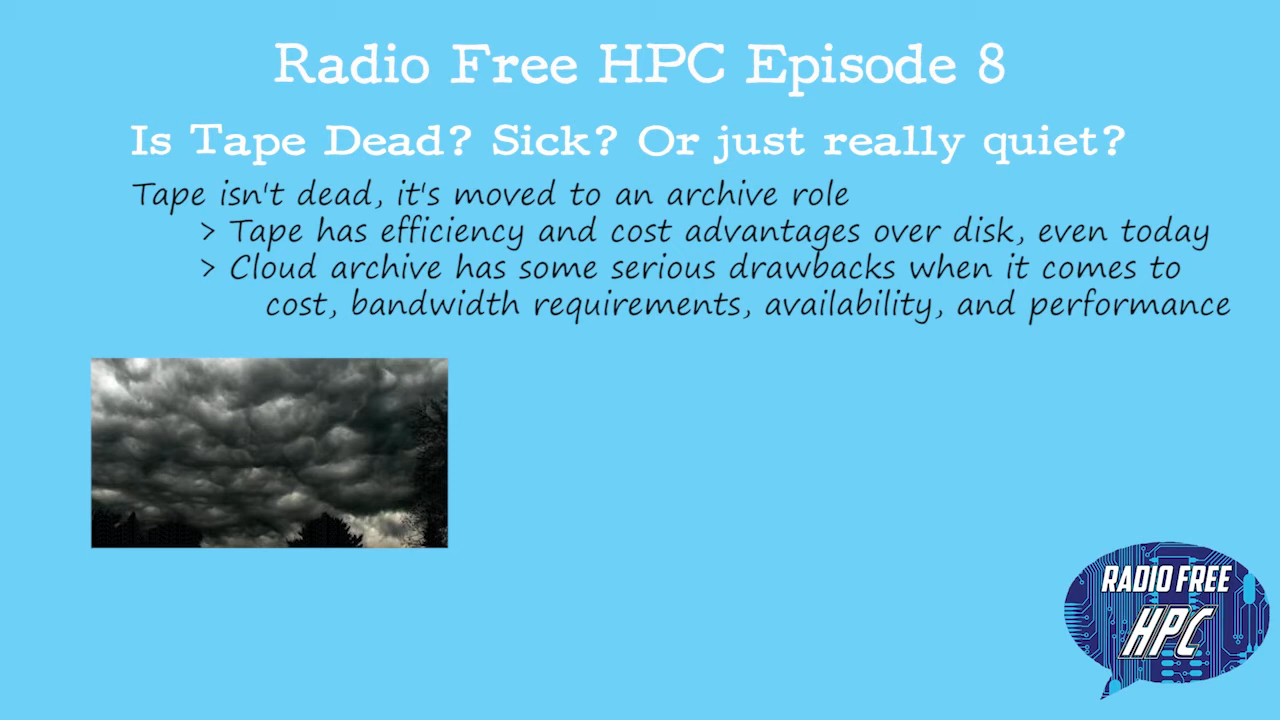 Radio Free HPC Episode 8
Is Tape Dead? Sick? Or just really quiet?
Tape isn't dead, it's moved to an archive role
> Tape has efficiency and cost advantages over disk, even today
> Cloud archive has some serious drawbacks when it comes to
cost, bandwidth requirements, availability, and performance
RADIO FREE
HPC